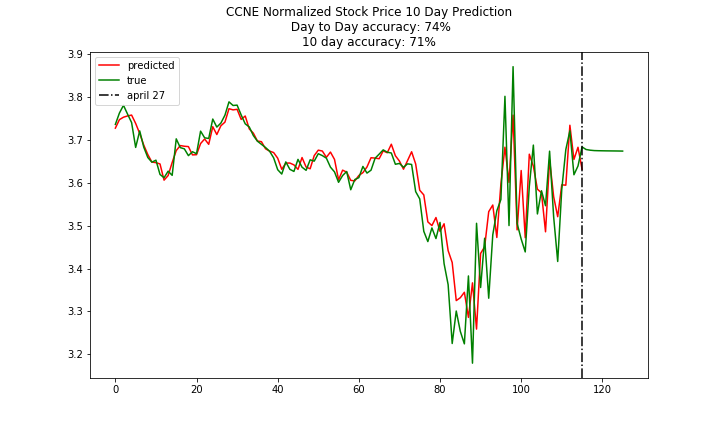 CCNE Normalized Stock Price 10 Day Prediction
Day to Day accuracy: 74%
10 day accuracy: 71%
predicted
true
april 27
3.9
3.8
3.7
3.6
3.5
3.4
3.3
3.2
0 20 40 60 80 100 120